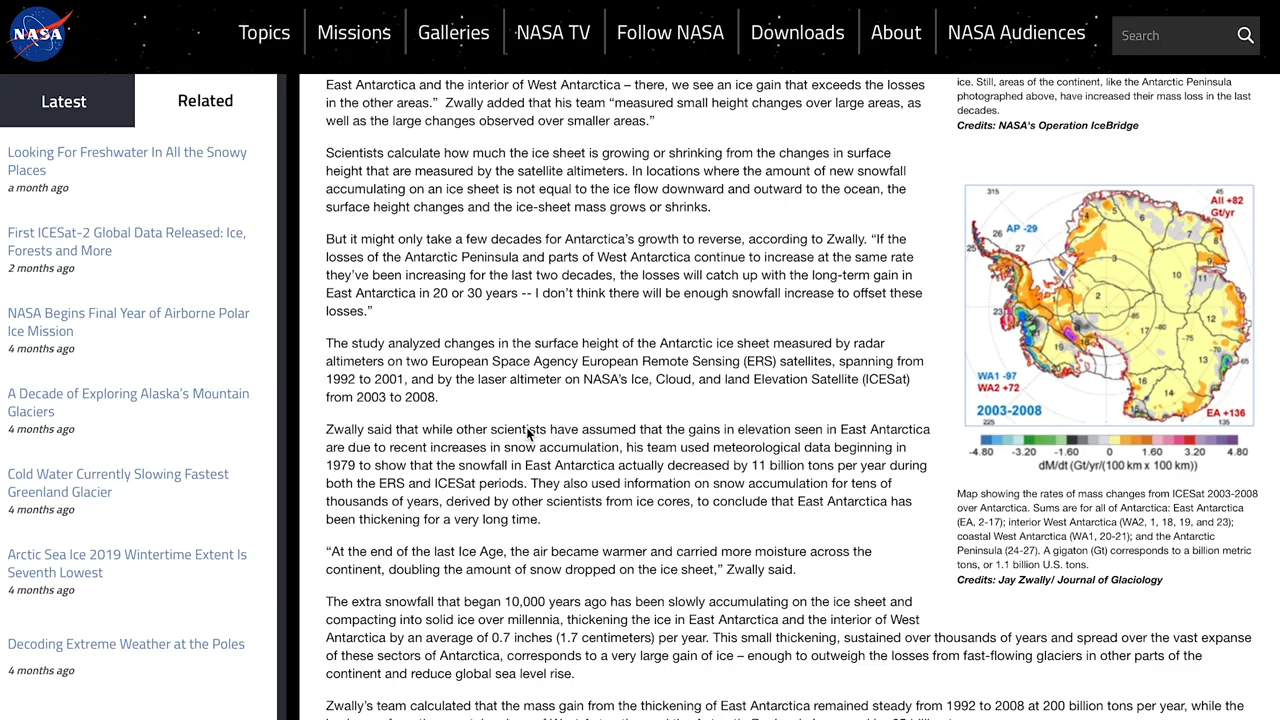 NASA
Topics
Missions
Galleries
NASA TV
Follow NASA
Downloads
About
NASA Audiences
Search
Latest
Related
Looking For Freshwater In All the Snowy
Places
a month ago
First ICESat-2 Global Data Released: Ice,
Forests and More
2 months ago
NASA Begins Final Year of Airborne Polar
Ice Mission
4 months ago
A Decade of Exploring Alaska's Mountain
Glaciers
4 months ago
Cold Water Currently Slowing Fastest
Greenland Glacier
4 months ago
Arctic Sea Ice 2019 Wintertime Extent Is
Seventh Lowest
4 months ago
Decoding Extreme Weather at the Poles
4 months ago
East Antarctica and the interior of West Antarctica – there, we see an ice gain that exceeds the losses
in the other areas.” Zwally added that his team “measured small height changes over large areas, as
well as the large changes observed over smaller areas.”
Scientists calculate how much the ice sheet is growing or shrinking from the changes in surface
height that are measured by the satellite altimeters. In locations where the amount of new snowfall
accumulating on an ice sheet is not equal to the ice flow downward and outward to the ocean, the
surface height changes and the ice-sheet mass grows or shrinks.
But it might only take a few decades for Antarctica’s growth to reverse, according to Zwally. “If the
losses of the Antarctic Peninsula and parts of West Antarctica continue to increase at the same rate
they’ve been increasing for the last two decades, the losses will catch up with the long-term gain in
East Antarctica in 20 or 30 years -- I don’t think there will be enough snowfall increase to offset these
losses.”
The study analyzed changes in the surface height of the Antarctic ice sheet measured by radar
altimeters on two European Space Agency European Remote Sensing (ERS) satellites, spanning from
1992 to 2001, and by the laser altimeter on NASA’s Ice, Cloud, and land Elevation Satellite (ICESat)
from 2003 to 2008.
Zwally said that while other scientists have assumed that the gains in elevation seen in East Antarctica
are due to recent increases in snow accumulation, his team used meteorological data beginning in
1979 to show that the snowfall in East Antarctica actually decreased by 11 billion tons per year during
both the ERS and ICESat periods. They also used information on snow accumulation for tens of
thousands of years, derived by other scientists from ice cores, to conclude that East Antarctica has
been thickening for a very long time.
“At the end of the last Ice Age, the air became warmer and carried more moisture across the
continent, doubling the amount of snow dropped on the ice sheet,” Zwally said.
The extra snowfall that began 10,000 years ago has been slowly accumulating on the ice sheet and
compacting into solid ice over millennia, thickening the ice in East Antarctica and the interior of West
Antarctica by an average of 0.7 inches (1.7 centimeters) per year. This small thickening, sustained over thousands of years and spread over the vast expanse
of these sectors of Antarctica, corresponds to a very large gain of ice – enough to outweigh the losses from fast-flowing glaciers in other parts of the
continent and reduce global sea level rise.
Zwally’s team calculated that the mass gain from the thickening of East Antarctica remained steady from 1992 to 2008 at 200 billion tons per year, while the
ice. Still, areas of the continent, like the Antarctic Peninsula
photographed above, have increased their mass loss in the last
decades.
Credits: NASA's Operation IceBridge
315
45
All +82
Gt/yr
AP -29
26
27
25
24
23
4
5
6
7
8
9
3
10
11
2
12
17
13
19
18
20
16
14
15
-85
-80
-75
-70
-65
WA1 -97
WA2 +72
2003-2008
EA +136
225
135
-4.80 -3.20 -1.60 0 1.60 3.20 4.80
dM/dt (Gt/yr/(100 km x 100 km))
Map showing the rates of mass changes from ICESat 2003-2008
over Antarctica. Sums are for all of Antarctica: East Antarctica
(EA, 2-17); interior West Antarctica (WA2, 1, 18, 19, and 23);
coastal West Antarctica (WA1, 20-21); and the Antarctic
Peninsula (24-27). A gigaton (Gt) corresponds to a billion metric
tons, or 1.1 billion U.S. tons.
Credits: Jay Zwally/ Journal of Glaciology